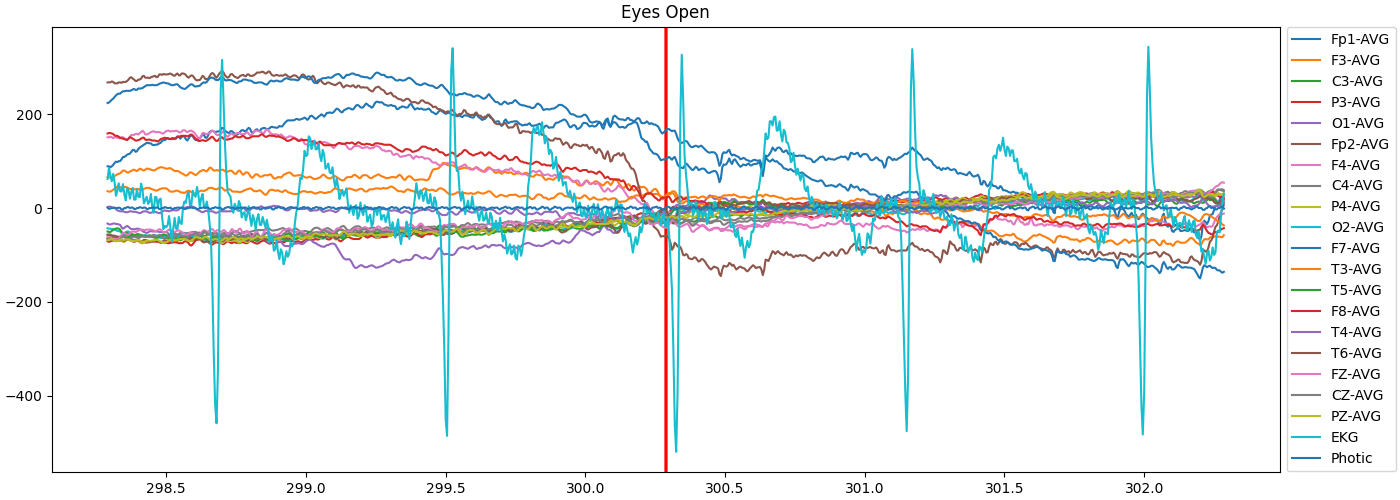 Eyes Open
200
0
−200
−400
298.5 299.0 299.5 300.0 300.5 301.0 301.5 302.0
Fp1-AVG
F3-AVG
C3-AVG
P3-AVG
O1-AVG
Fp2-AVG
F4-AVG
C4-AVG
P4-AVG
O2-AVG
F7-AVG
T3-AVG
T5-AVG
F8-AVG
T4-AVG
T6-AVG
FZ-AVG
CZ-AVG
PZ-AVG
EKG
Photic